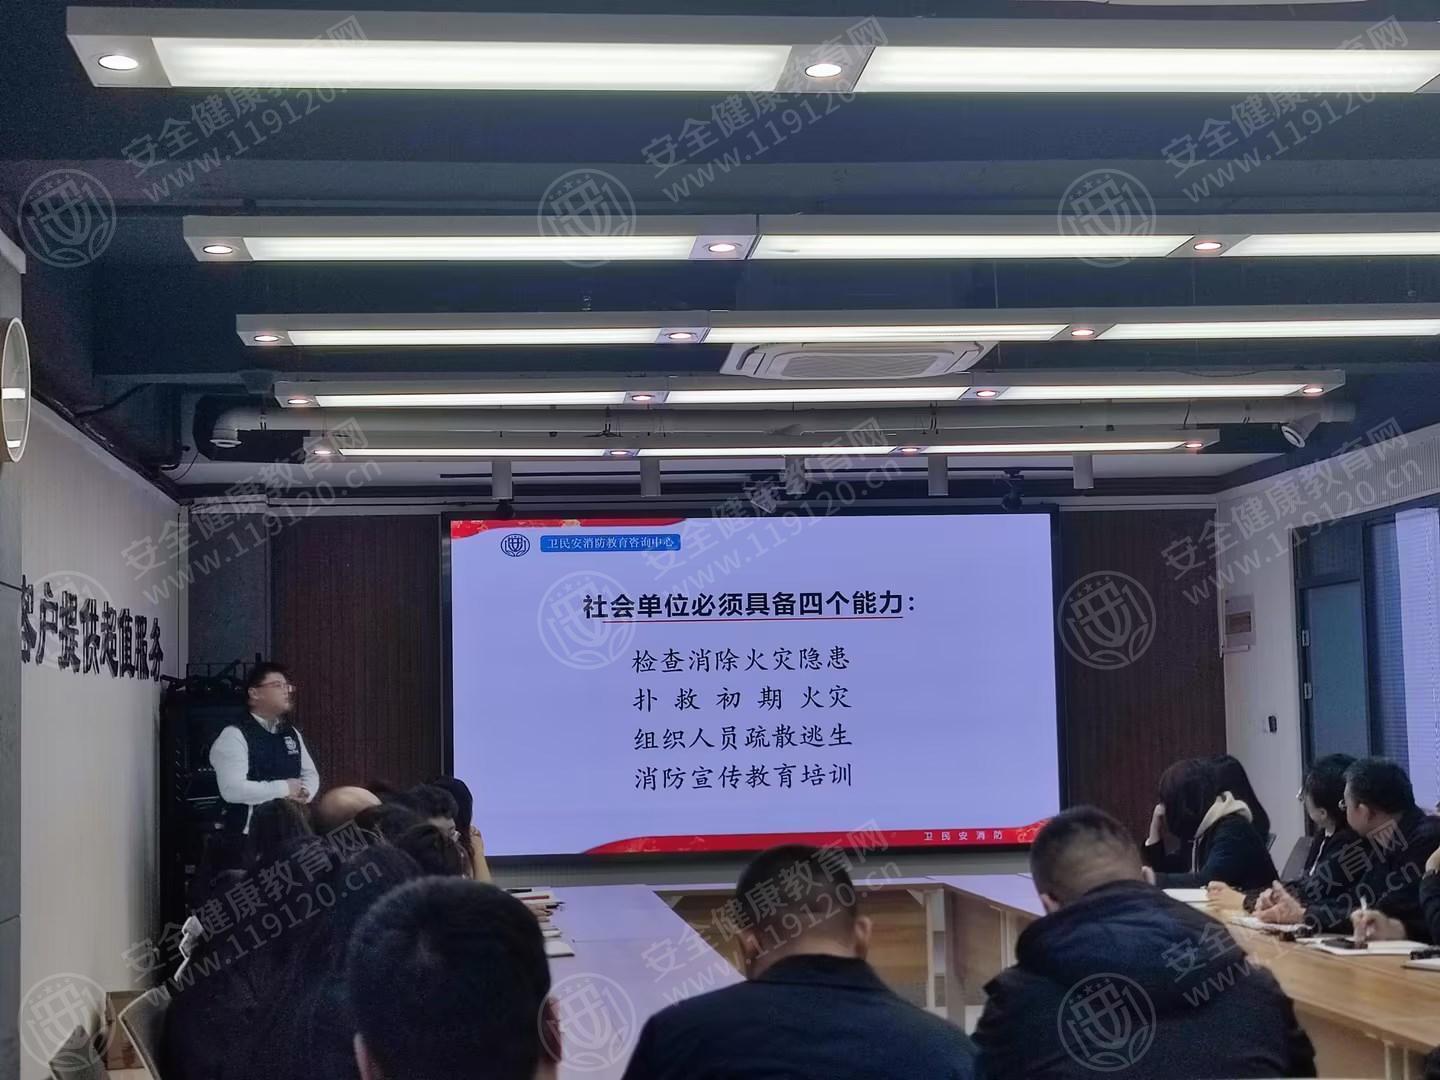 卫民安消防教育咨询中心
社会单位必须具备四个能力：
检查消除火灾隐患
扑救初期火灾
组织人员疏散逃生
消防宣传教育培训
卫民安消防
客户提供超值服务
安全健康教育网
www.119120.cn